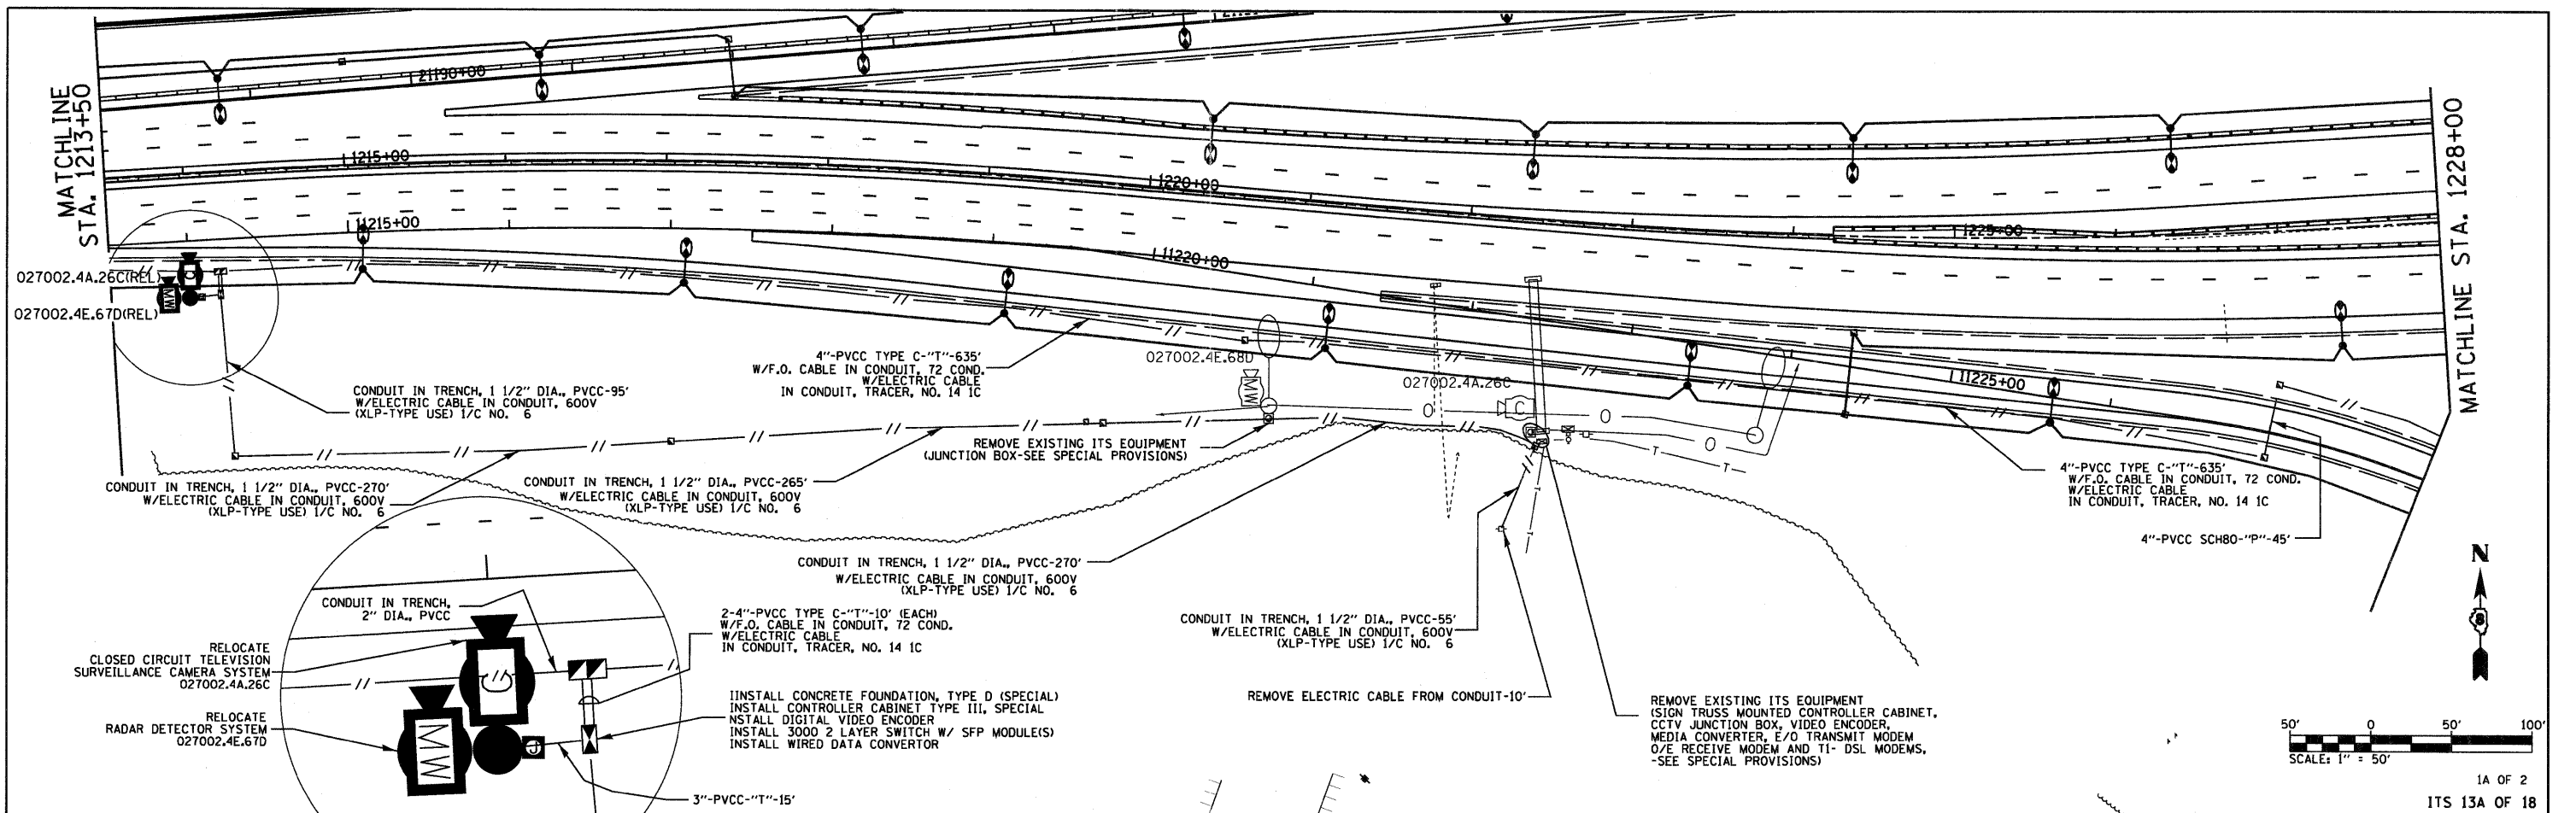 MATCHLINE
STA. 1213+50
21190+00
1215+00
11215+00
1220+00
11220+00
1225+00
11225+00
MATCHLINE STA. 1228+00
027002.4A.26C(REL)
027002.4E.67D(REL)
MW
C
CONDUIT IN TRENCH, 1 1/2" DIA., PVCC-95'
W/ELECTRIC CABLE IN CONDUIT, 600V
(XLP-TYPE USE) 1/C NO. 6
4"-PVCC TYPE C-"T"-635'
W/F.O. CABLE IN CONDUIT, 72 COND.
W/ELECTRIC CABLE
IN CONDUIT, TRACER, NO. 14 1C
027002.4E.68D
MW
027002.4A.26C
C
REMOVE EXISTING ITS EQUIPMENT
(JUNCTION BOX-SEE SPECIAL PROVISIONS)
CONDUIT IN TRENCH, 1 1/2" DIA., PVCC-270'
W/ELECTRIC CABLE IN CONDUIT, 600V
(XLP-TYPE USE) 1/C NO. 6
CONDUIT IN TRENCH, 1 1/2" DIA., PVCC-265'
W/ELECTRIC CABLE IN CONDUIT, 600V
(XLP-TYPE USE) 1/C NO. 6
T
T
4"-PVCC TYPE C-"T"-635'
W/F.O. CABLE IN CONDUIT, 72 COND.
W/ELECTRIC CABLE
IN CONDUIT, TRACER, NO. 14 1C
4"-PVCC SCH80-"P"-45'
CONDUIT IN TRENCH, 1 1/2" DIA., PVCC-270'
W/ELECTRIC CABLE IN CONDUIT, 600V
(XLP-TYPE USE) 1/C NO. 6
CONDUIT IN TRENCH, 1 1/2" DIA., PVCC-55'
W/ELECTRIC CABLE IN CONDUIT, 600V
(XLP-TYPE USE) 1/C NO. 6
REMOVE ELECTRIC CABLE FROM CONDUIT-10'
REMOVE EXISTING ITS EQUIPMENT
(SIGN TRUSS MOUNTED CONTROLLER CABINET,
CCTV JUNCTION BOX, VIDEO ENCODER,
MEDIA CONVERTER, E/O TRANSMIT MODEM
O/E RECEIVE MODEM AND T1- DSL MODEMS,
-SEE SPECIAL PROVISIONS)
CONDUIT IN TRENCH,
2" DIA., PVCC
RELOCATE
CLOSED CIRCUIT TELEVISION
SURVEILLANCE CAMERA SYSTEM
027002.4A.26C
RELOCATE
RADAR DETECTOR SYSTEM
027002.4E.67D
C
MW
J
2-4"-PVCC TYPE C-"T"-10' (EACH)
W/F.O. CABLE IN CONDUIT, 72 COND.
W/ELECTRIC CABLE
IN CONDUIT, TRACER, NO. 14 1C
IINSTALL CONCRETE FOUNDATION, TYPE D (SPECIAL)
INSTALL CONTROLLER CABINET TYPE III, SPECIAL
NSTALL DIGITAL VIDEO ENCODER
INSTALL 3000 2 LAYER SWITCH W/ SFP MODULE(S)
INSTALL WIRED DATA CONVERTOR
3"-PVCC-"T"-15'
N
50' 0 50' 100'
SCALE: 1" = 50'
1A OF 2
ITS 13A OF 18